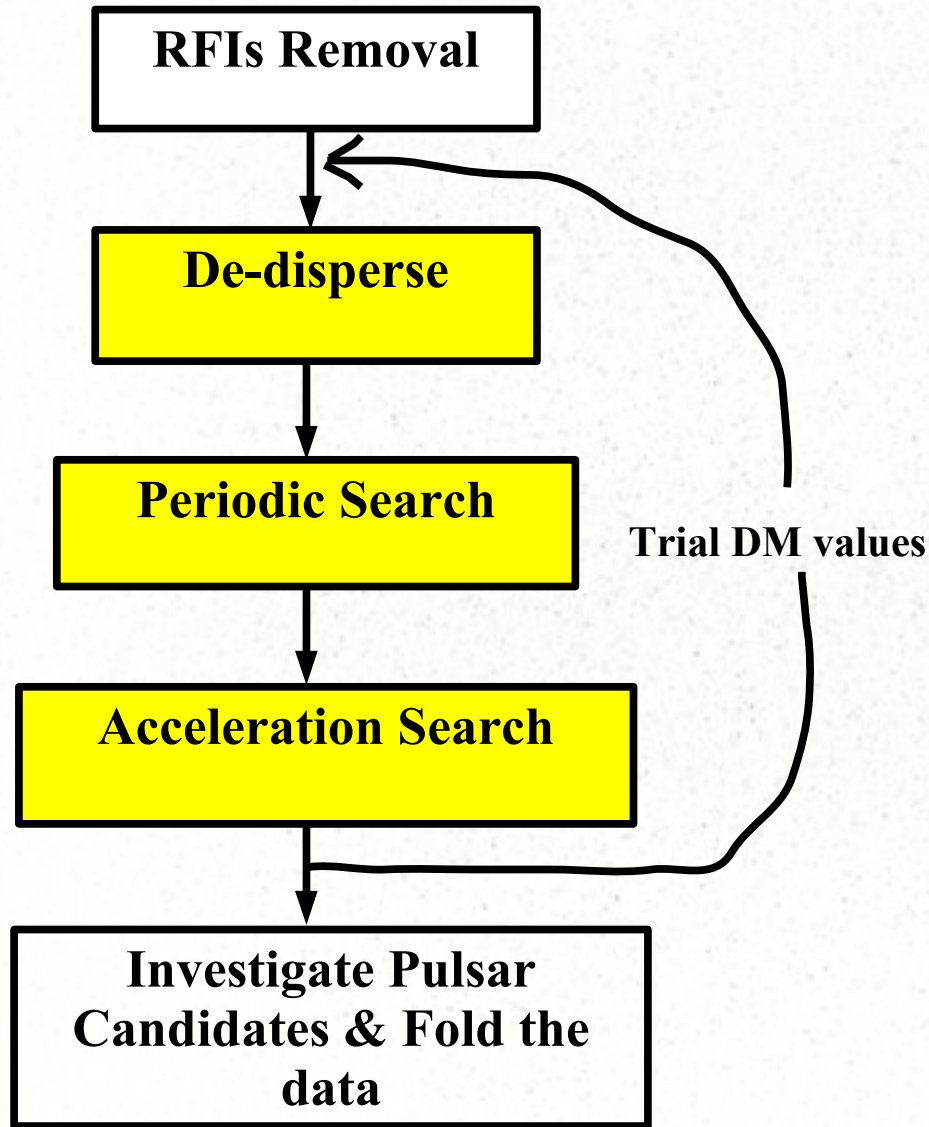 RFIs Removal
De-disperse
Periodic Search
Trial DM values
Acceleration Search
Investigate Pulsar
Candidates & Fold the
data